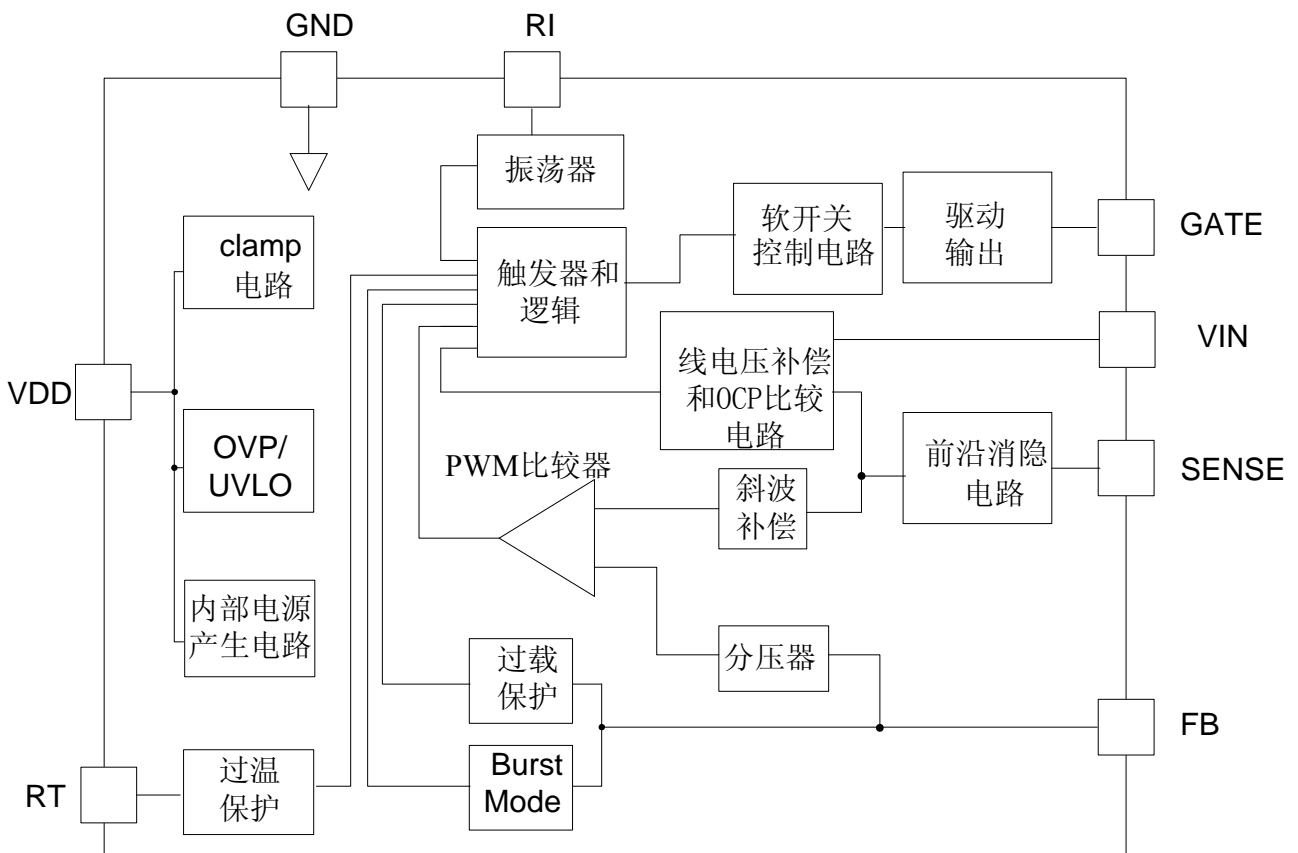 GND
RI
振荡器
clamp
电路
触发器和
逻辑
软开关
控制电路
驱动
输出
GATE
VIN
线电压补偿
和OCP比较
电路
VDD
OVP/
UVLO
PWM比较器
斜波
补偿
前沿消隐
电路
SENSE
内部电源
产生电路
过载
保护
分压器
FB
RT
过温
保护
Burst
Mode